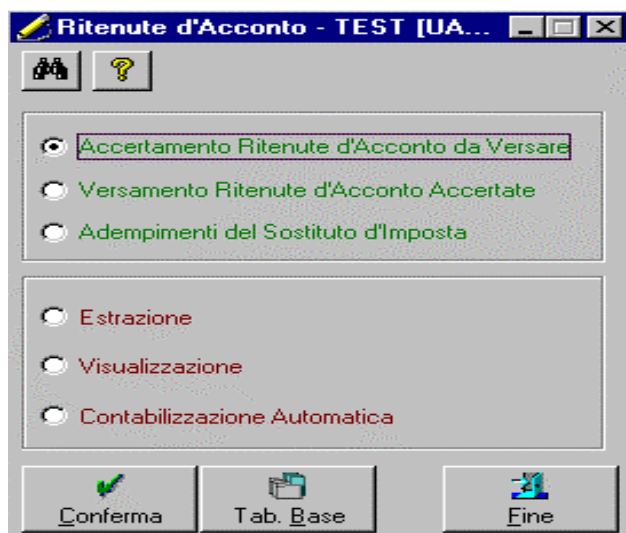 Ritenute d'Acconto - TEST [UA...
Accertamento Ritenute d'Acconto da Versare
Versamento Ritenute d'Acconto Accertate
Adempimenti del Sostituto d'Imposta
Estrazione
Visualizzazione
Contabilizzazione Automatica
Conferma Tab. Base Fine